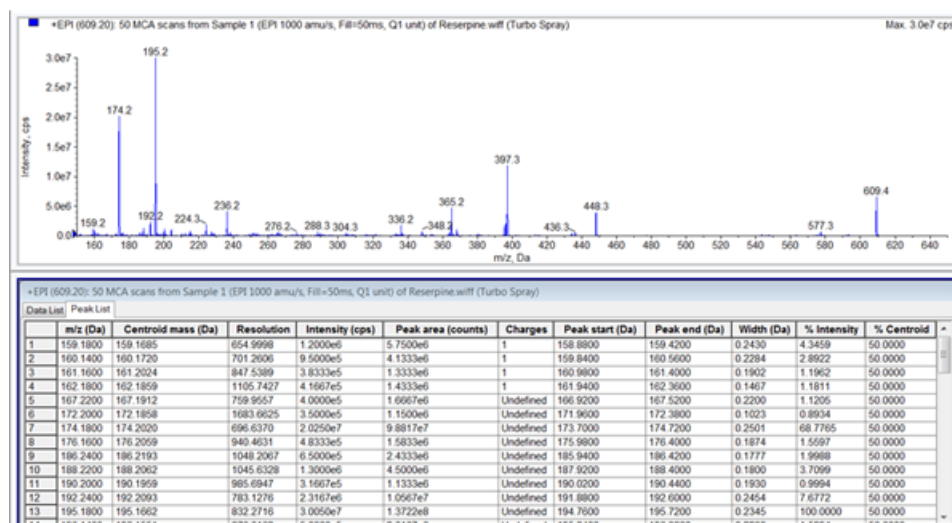 +EPI (609.20): 50 MCA scans from Sample 1 (EPI 1000 amu/s, Fill=50ms, Q1 unit) of Reserpine.wiff (Turbo Spray) Max. 3.0e7 cps
195.2
3.0e7
2.5e7
174.2
2.0e7
1.5e7
397.3
1.0e7
609.4
5.0e6
236.2
365.2
448.3
159.2
192.2
224.3
276.2
288.3
304.3
336.2
348.2
436.3
577.3
0.0
160 180 200 220 240 260 280 300 320 340 360 380 400 420 440 460 480 500 520 540 560 580 600 620 640
m/z, Da
Intensity, cps
+EPI (609.20): 50 MCA scans from Sample 1 (EPI 1000 amu/s, Fill=50ms, Q1 unit) of Reserpine.wiff (Turbo Spray)
Data List Peak List
m/z (Da) Centroid mass (Da) Resolution Intensity (cps) Peak area (counts) Charges Peak start (Da) Peak end (Da) Width (Da) % Intensity % Centroid
1 159.1800 159.1685 654.9998 1.2000e6 5.7500e6 1 158.8800 159.4200 0.2430 4.3459 50.0000
2 160.1400 160.1720 701.2606 9.5000e5 4.1333e6 1 159.8400 160.5600 0.2284 2.8922 50.0000
3 161.1600 161.2024 847.5389 3.8333e5 1.3333e6 1 160.9800 161.4000 0.1902 1.1962 50.0000
4 162.1800 162.1859 1105.7427 4.1667e5 1.4333e6 1 161.9400 162.3600 0.1467 1.1811 50.0000
5 167.2200 167.1912 759.9557 4.0000e5 1.6667e6 Undefined 166.9200 167.5200 0.2200 1.1205 50.0000
6 172.2000 172.1858 1683.6625 3.5000e5 1.1500e6 Undefined 171.9600 172.3800 0.1023 0.8934 50.0000
7 174.1800 174.2020 696.6370 2.0250e7 9.8817e7 Undefined 173.7000 174.7200 0.2501 68.7765 50.0000
8 176.1600 176.2059 940.4631 4.8333e5 1.5833e6 Undefined 175.9800 176.4000 0.1874 1.5597 50.0000
9 186.2400 186.2193 1048.2067 6.5000e5 2.4333e6 Undefined 185.9400 186.4200 0.1777 1.9988 50.0000
10 188.2200 188.2062 1045.6328 1.3000e6 4.5000e6 Undefined 187.9200 188.4000 0.1800 3.7099 50.0000
11 190.2000 190.1959 985.6947 3.1667e5 1.1333e6 Undefined 190.0200 190.4400 0.1930 0.9994 50.0000
12 192.2400 192.2093 783.1276 2.3167e6 1.0567e7 Undefined 191.8800 192.6000 0.2454 7.6772 50.0000
13 195.1800 195.1662 832.2716 3.0050e7 1.3722e8 Undefined 194.7600 195.7200 0.2345 100.0000 50.0000